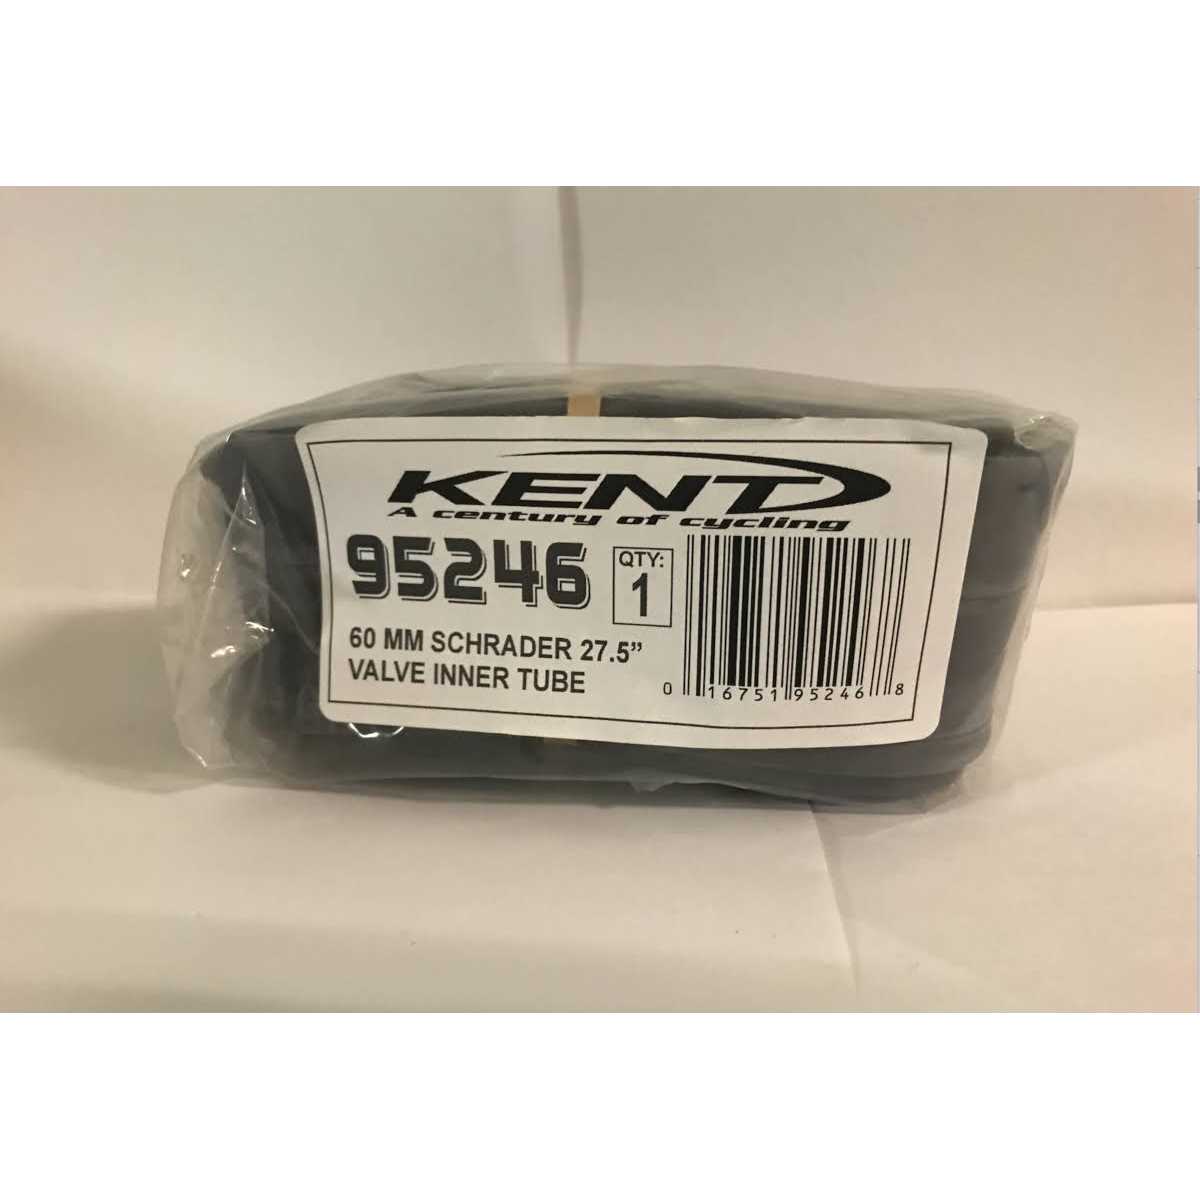 KENT
A century of cycling
95246
QTY:
1
60 MM SCHRADER 27.5”
VALVE INNER TUBE
0 16751 95246 8